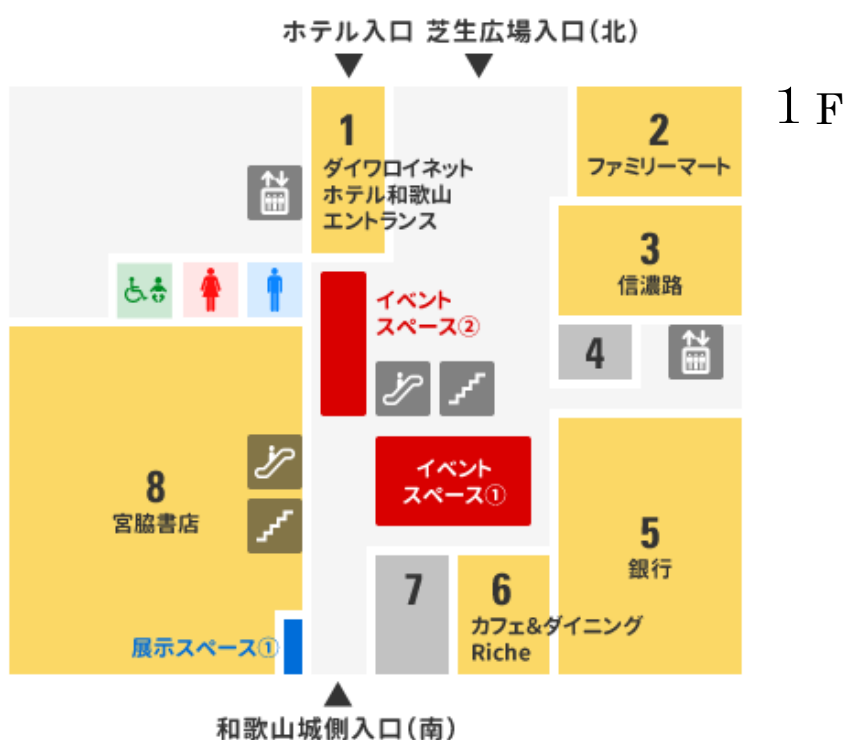 ホテル入口 芝生広場入口(北)
1F
1
ダイワロイネット
ホテル和歌山
エントランス
2
ファミリーマート
3
信濃路
イベント
スペース②
4
イベント
スペース①
8
宮脇書店
5
銀行
7
6
カフェ&ダイニング
Riche
展示スペース①
和歌山城側入口(南)